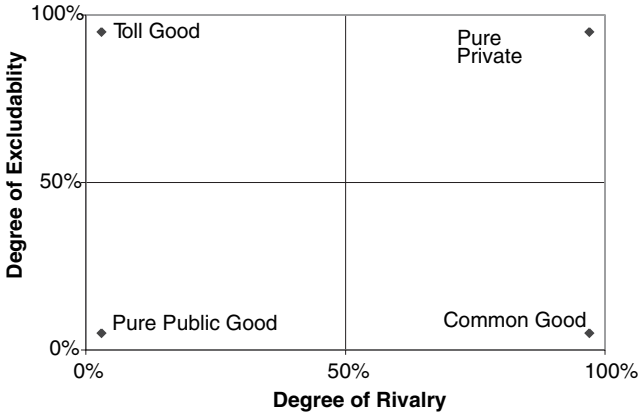 100%
Toll Good
Pure
Private
Degree of Excludablity
50%
Pure Public Good
Common Good
0%
0%
50%
100%
Degree of Rivalry